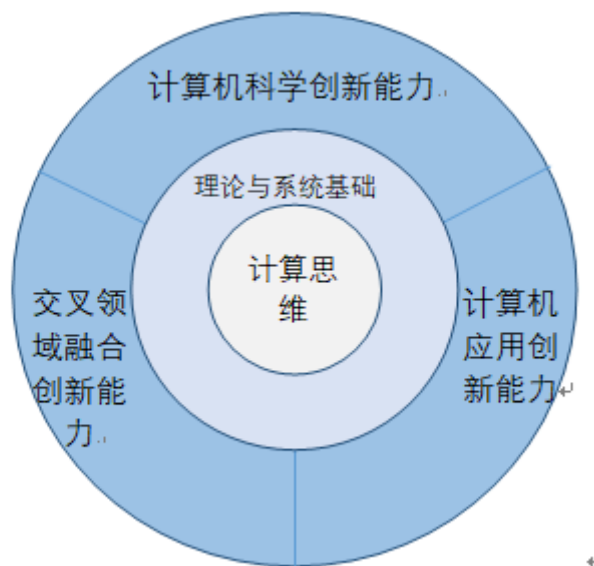 计算机科学创新能力
理论与系统基础
计算思
维
交叉领
域融合
创新能
力
计算机
应用创
新能力